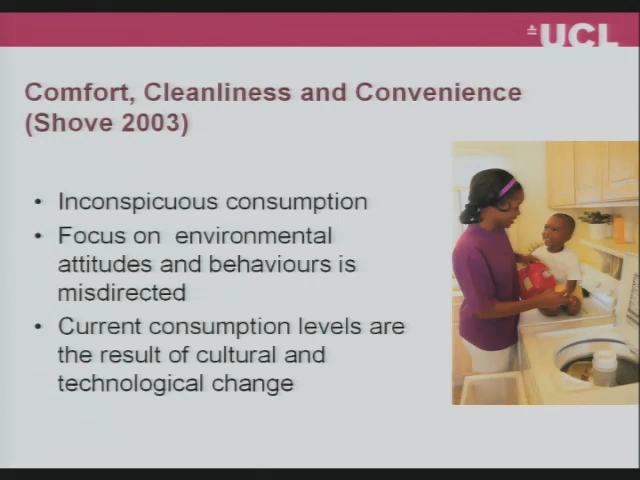 UCL
Comfort, Cleanliness and Convenience
(Shove 2003)
• Inconspicuous consumption
• Focus on environmental
attitudes and behaviours is
misdirected
• Current consumption levels are
the result of cultural and
technological change